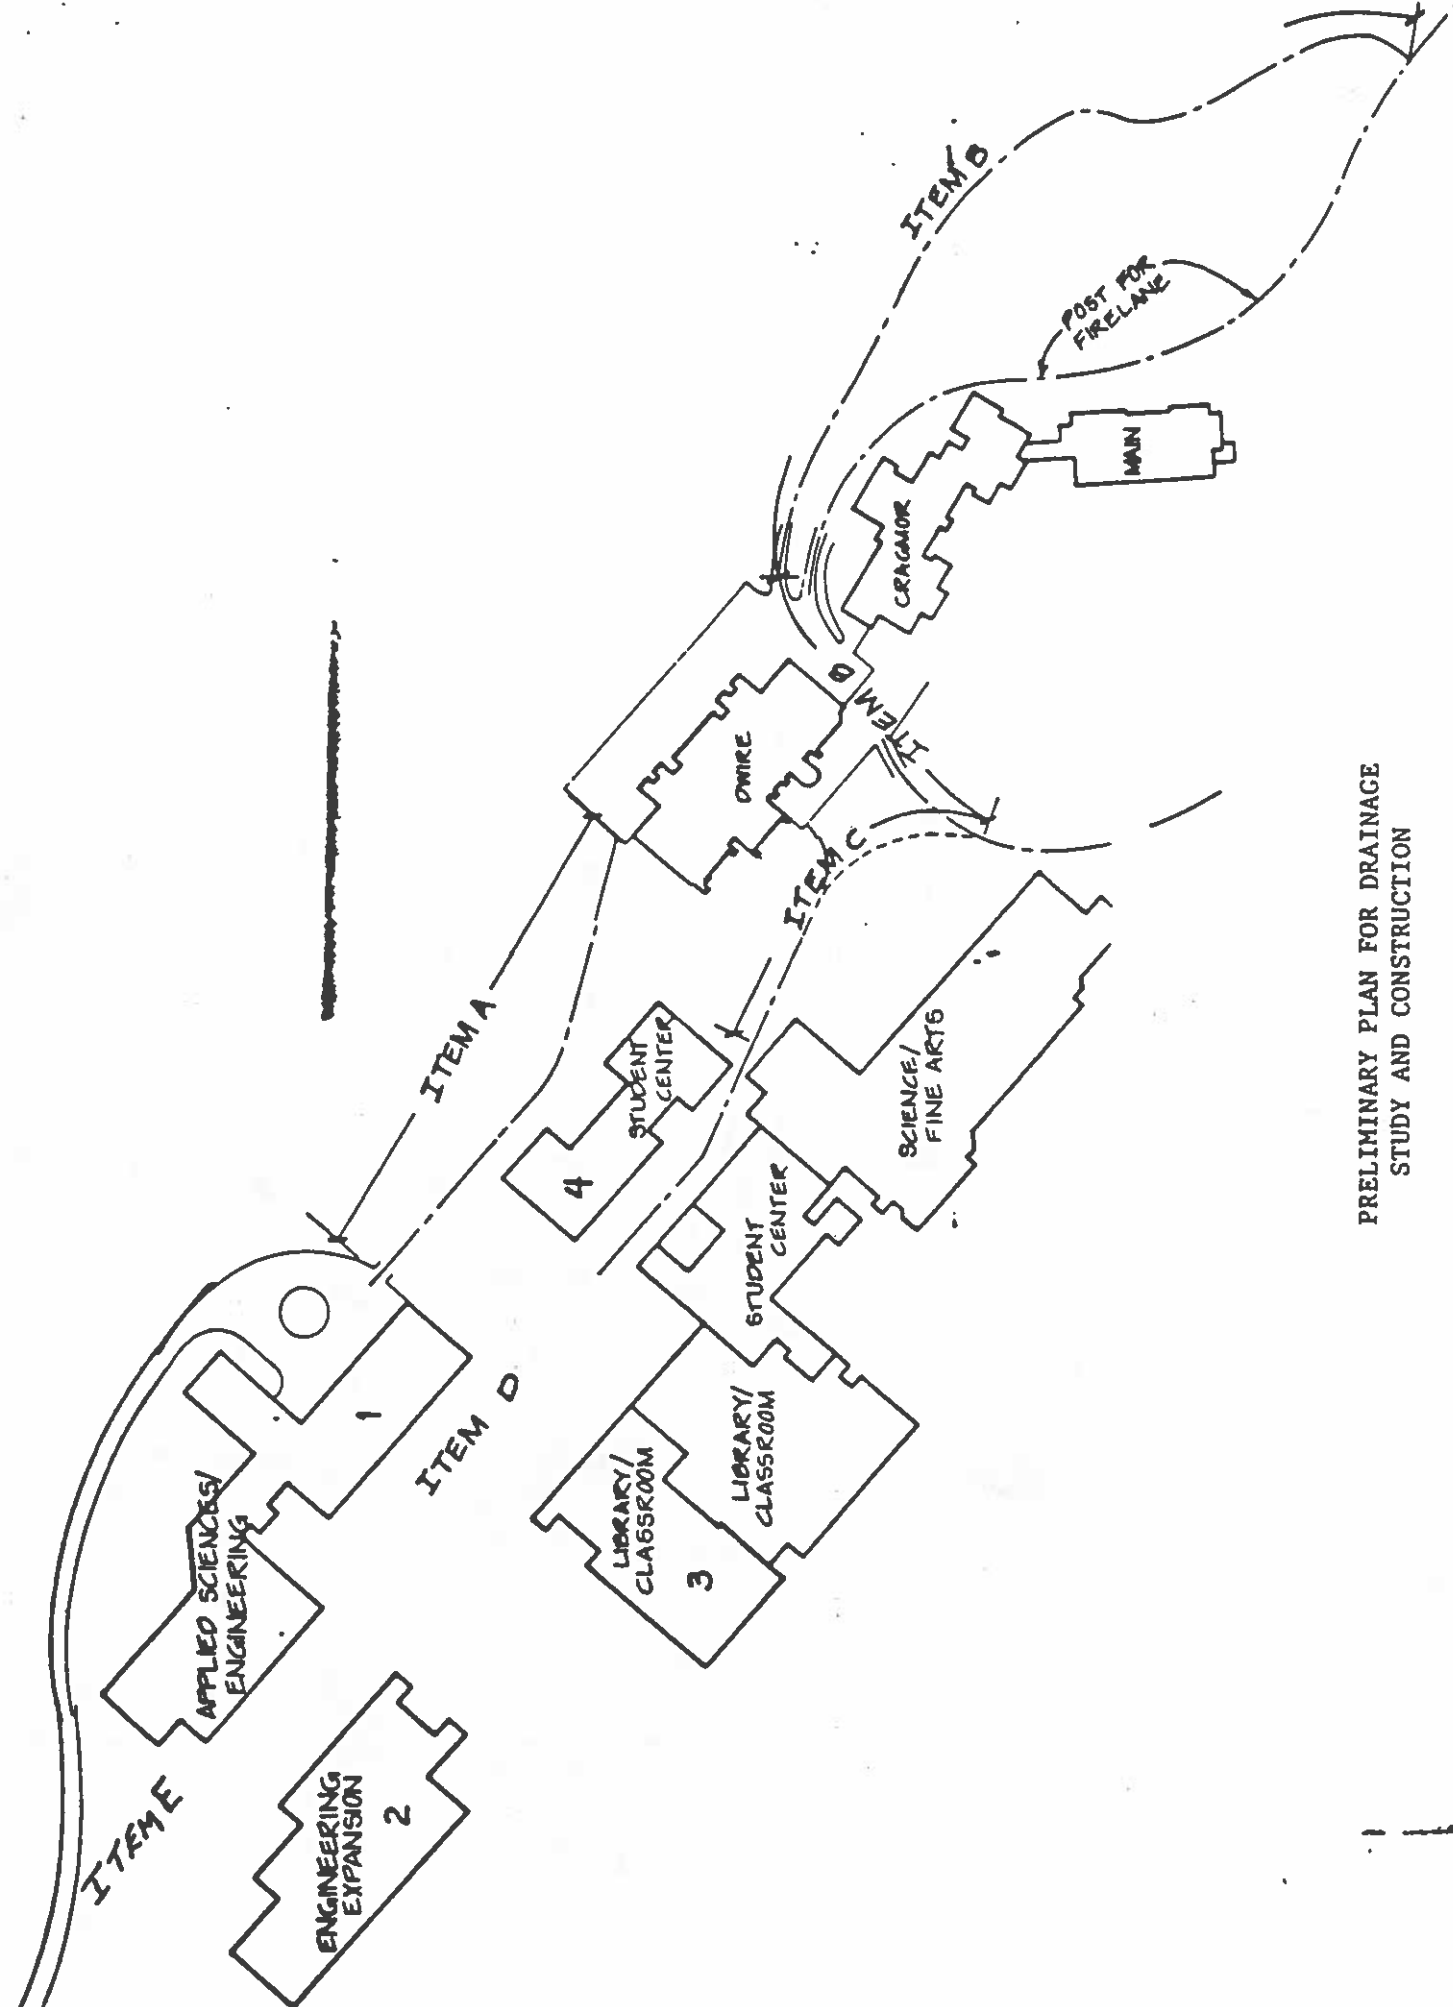 ITEM B
POST FOR
FIRELANE
MAIN
CRAGMOR
ITEM B
DWIRE
ITEM C
ITEM A
STUDENT
CENTER
4
SCIENCE/
FINE ARTS
STUDENT
CENTER
1
ITEM D
LIBRARY/
CLASSROOM
LIBRARY/
CLASSROOM
3
APPLIED SCIENCES/
ENGINEERING
ITEM E
ENGINEERING
EXPANSION
2
PRELIMINARY PLAN FOR DRAINAGE
STUDY AND CONSTRUCTION